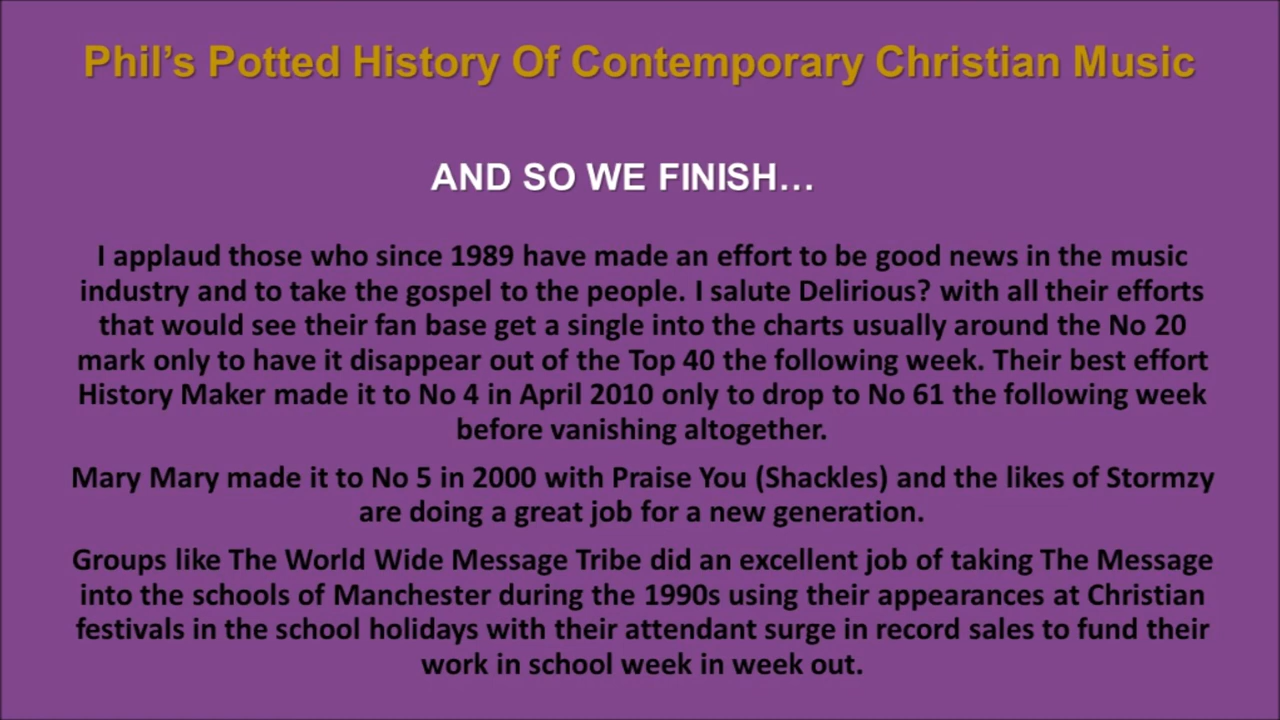 Phil’s Potted History Of Contemporary Christian Music
AND SO WE FINISH…
I applaud those who since 1989 have made an effort to be good news in the music
industry and to take the gospel to the people. I salute Delirious? with all their efforts
that would see their fan base get a single into the charts usually around the No 20
mark only to have it disappear out of the Top 40 the following week. Their best effort
History Maker made it to No 4 in April 2010 only to drop to No 61 the following week
before vanishing altogether.
Mary Mary made it to No 5 in 2000 with Praise You (Shackles) and the likes of Stormzy
are doing a great job for a new generation.
Groups like The World Wide Message Tribe did an excellent job of taking The Message
into the schools of Manchester during the 1990s using their appearances at Christian
festivals in the school holidays with their attendant surge in record sales to fund their
work in school week in week out.